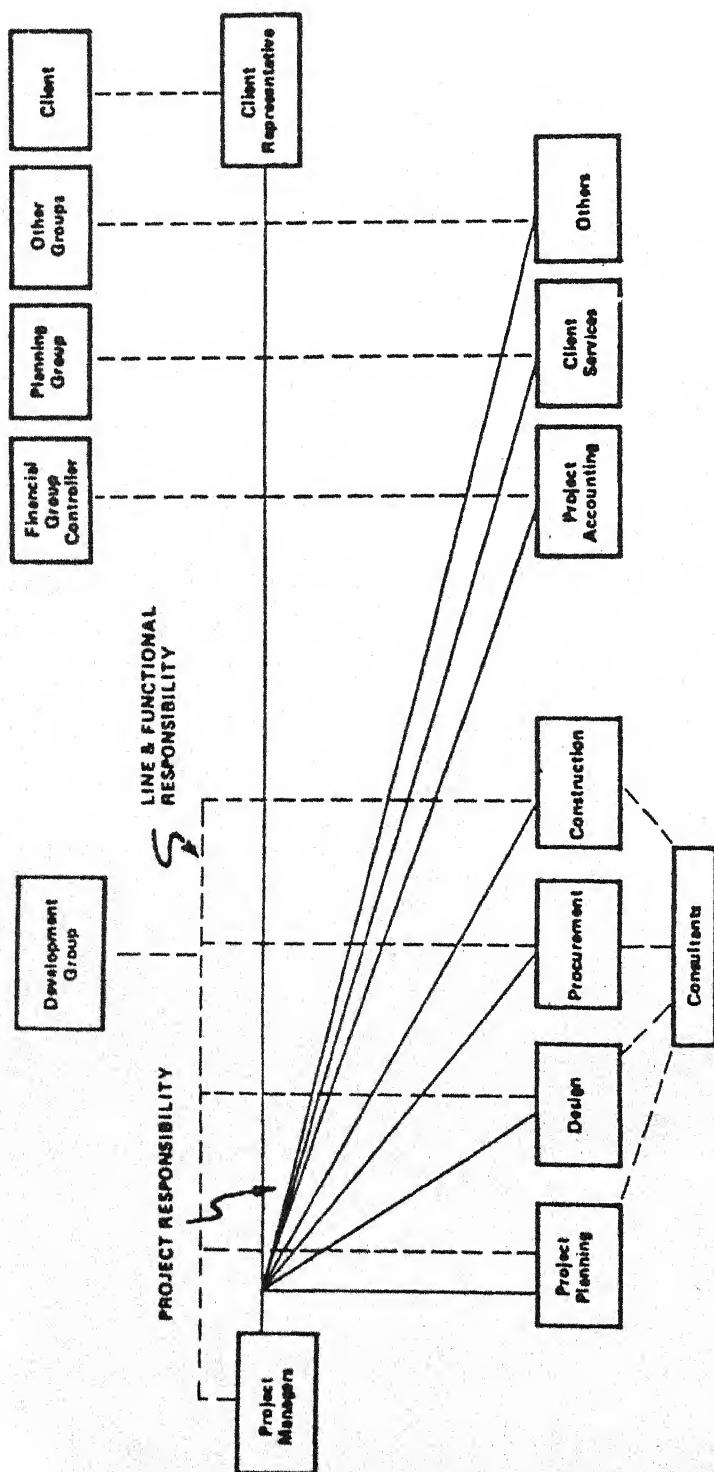 Development
Group
Financial
Group
Controller
Planning
Group
Other
Groups
Client
LINE & FUNCTIONAL
RESPONSIBILITY
PROJECT RESPONSIBILITY
Project
Managers
Client
Representative
Project
Planning
Design
Procurement
Construction
Project
Accounting
Client
Services
Others
Consultants